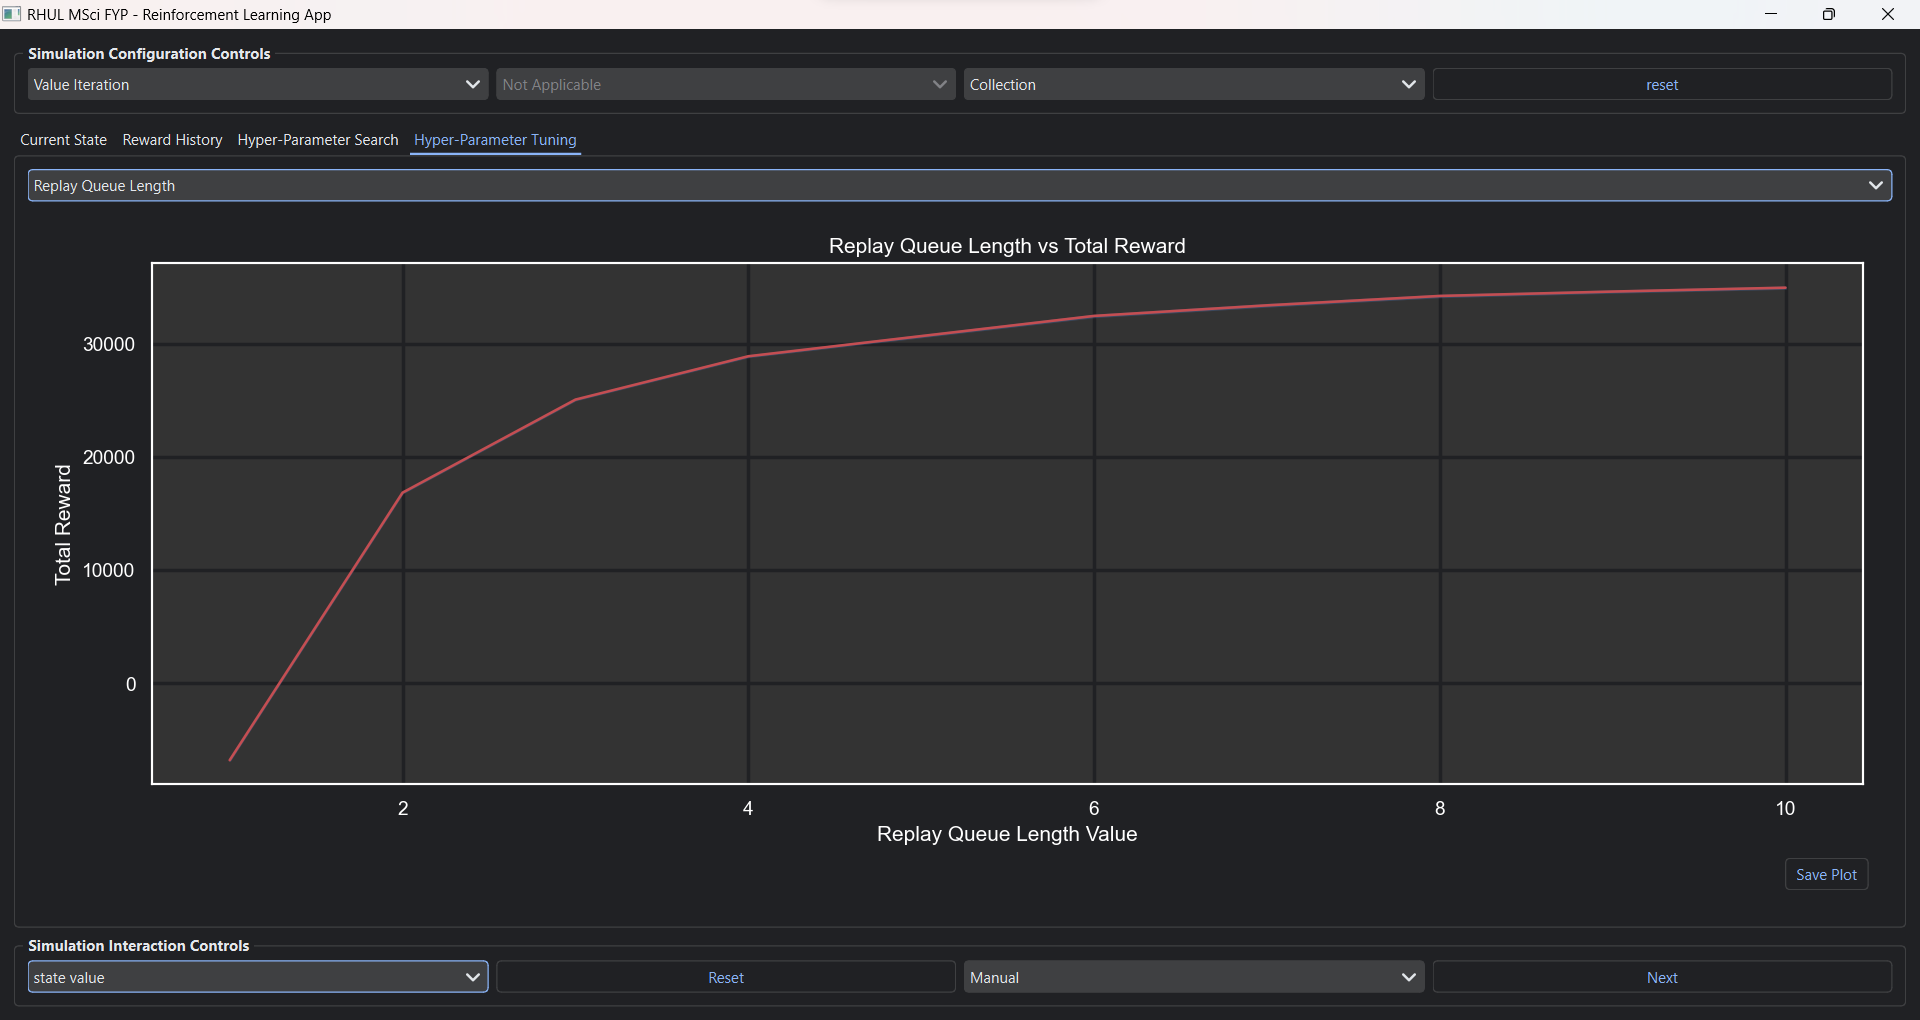 RHUL MSci FYP - Reinforcement Learning App
Simulation Configuration Controls
Value Iteration
Not Applicable
Collection
reset
Current State
Reward History
Hyper-Parameter Search
Hyper-Parameter Tuning
Replay Queue Length
Replay Queue Length vs Total Reward
30000
20000
10000
0
Total Reward
2
4
6
8
10
Replay Queue Length Value
Save Plot
Simulation Interaction Controls
state value
Reset
Manual
Next